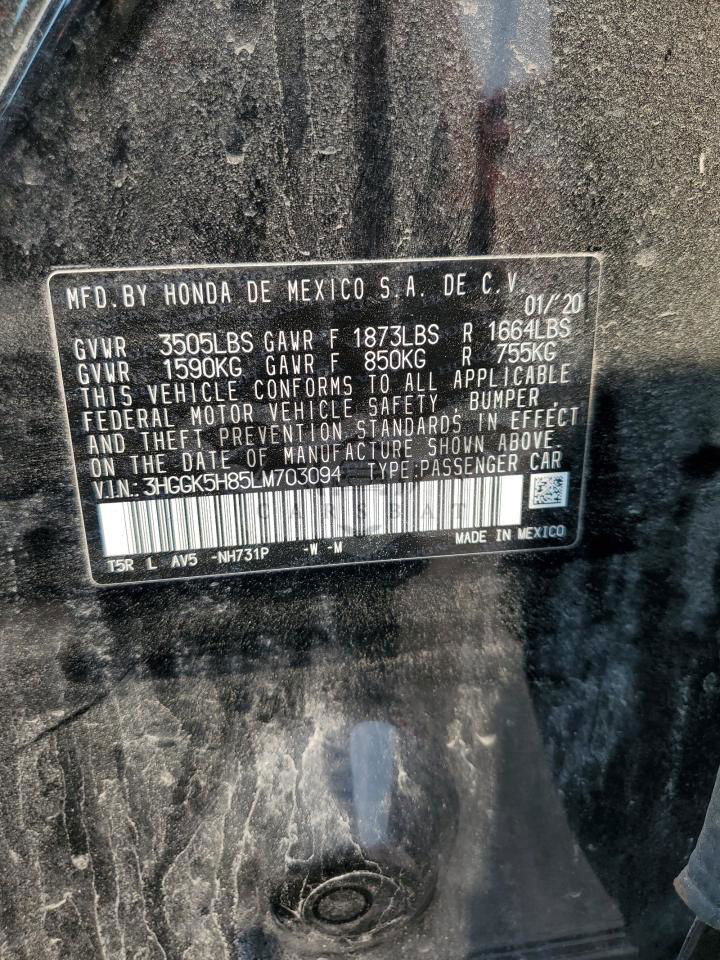 MFD.BY HONDA DE MEXICO S.A. DE C.V.
01/'20
GVWR 3505LBS GAWR F 1873LBS R 1664LBS
GVWR 1590KG GAWR F 850KG R 755KG
THIS VEHICLE CONFORMS TO ALL APPLICABLE
FEDERAL MOTOR VEHICLE SAFETY, BUMPER,
AND THEFT PREVENTION STANDARDS IN EFFECT
ON THE DATE OF MANUFACTURE SHOWN ABOVE.
V.I.N.: 3HGGK5H85LM703094 TYPE:PASSENGER CAR
CARSBAT
T5R L AV5 -NH731P -W -M MADE IN MEXICO